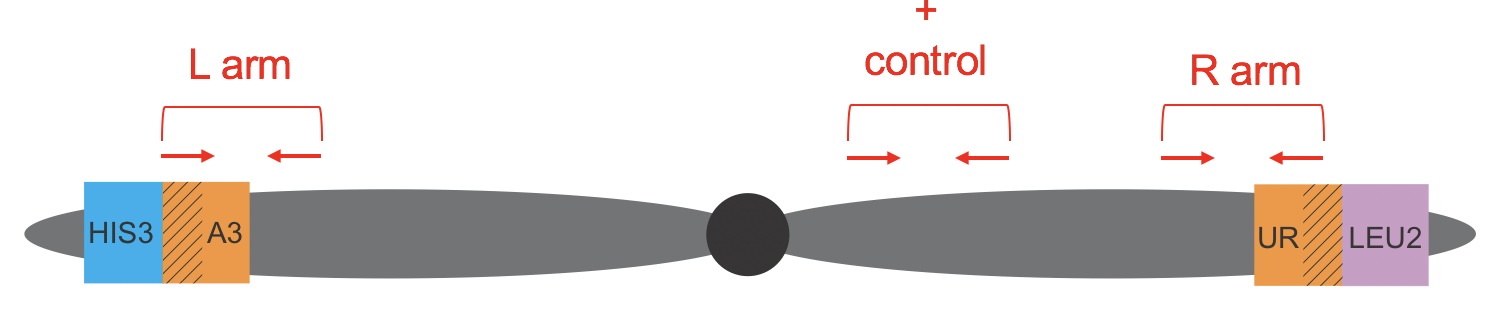 L arm
+
control
R arm
HIS3
A3
UR
LEU2